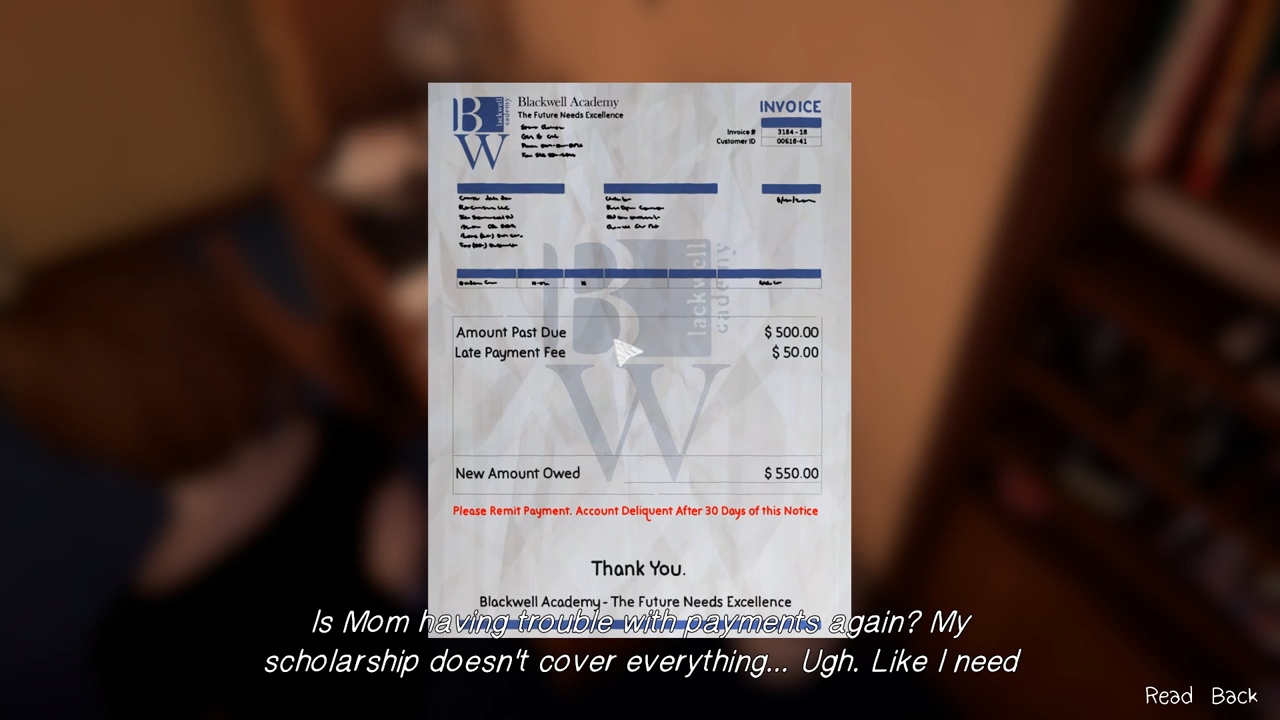 Blackwell Academy
The Future Needs Excellence
INVOICE
Invoice # 3184 - 18
Customer ID 00618-41
Amount Past Due $ 500.00
Late Payment Fee $ 50.00
New Amount Owed $ 550.00
Please Remit Payment. Account Deliquent After 30 Days of this Notice
Thank You.
Blackwell Academy - The Future Needs Excellence
Is Mom having trouble with payments again? My
scholarship doesn't cover everything... Ugh. Like I need
Read Back